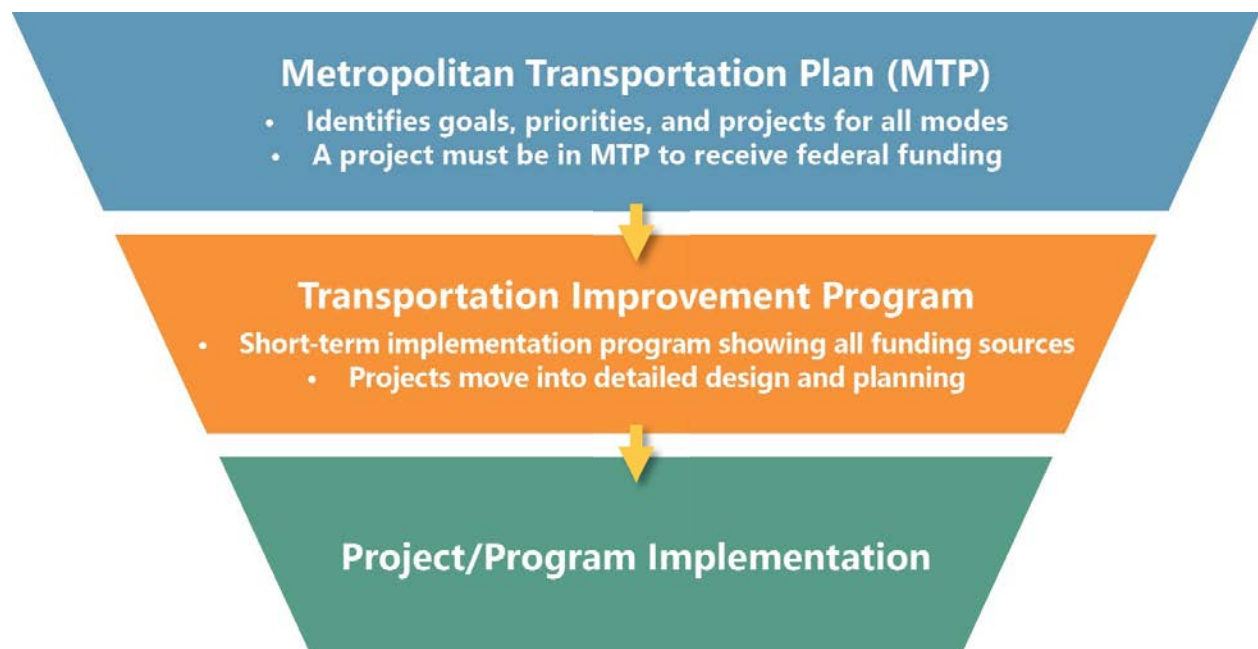 Metropolitan Transportation Plan (MTP)
• Identifies goals, priorities, and projects for all modes
• A project must be in MTP to receive federal funding
Transportation Improvement Program
• Short-term implementation program showing all funding sources
• Projects move into detailed design and planning
Project/Program Implementation